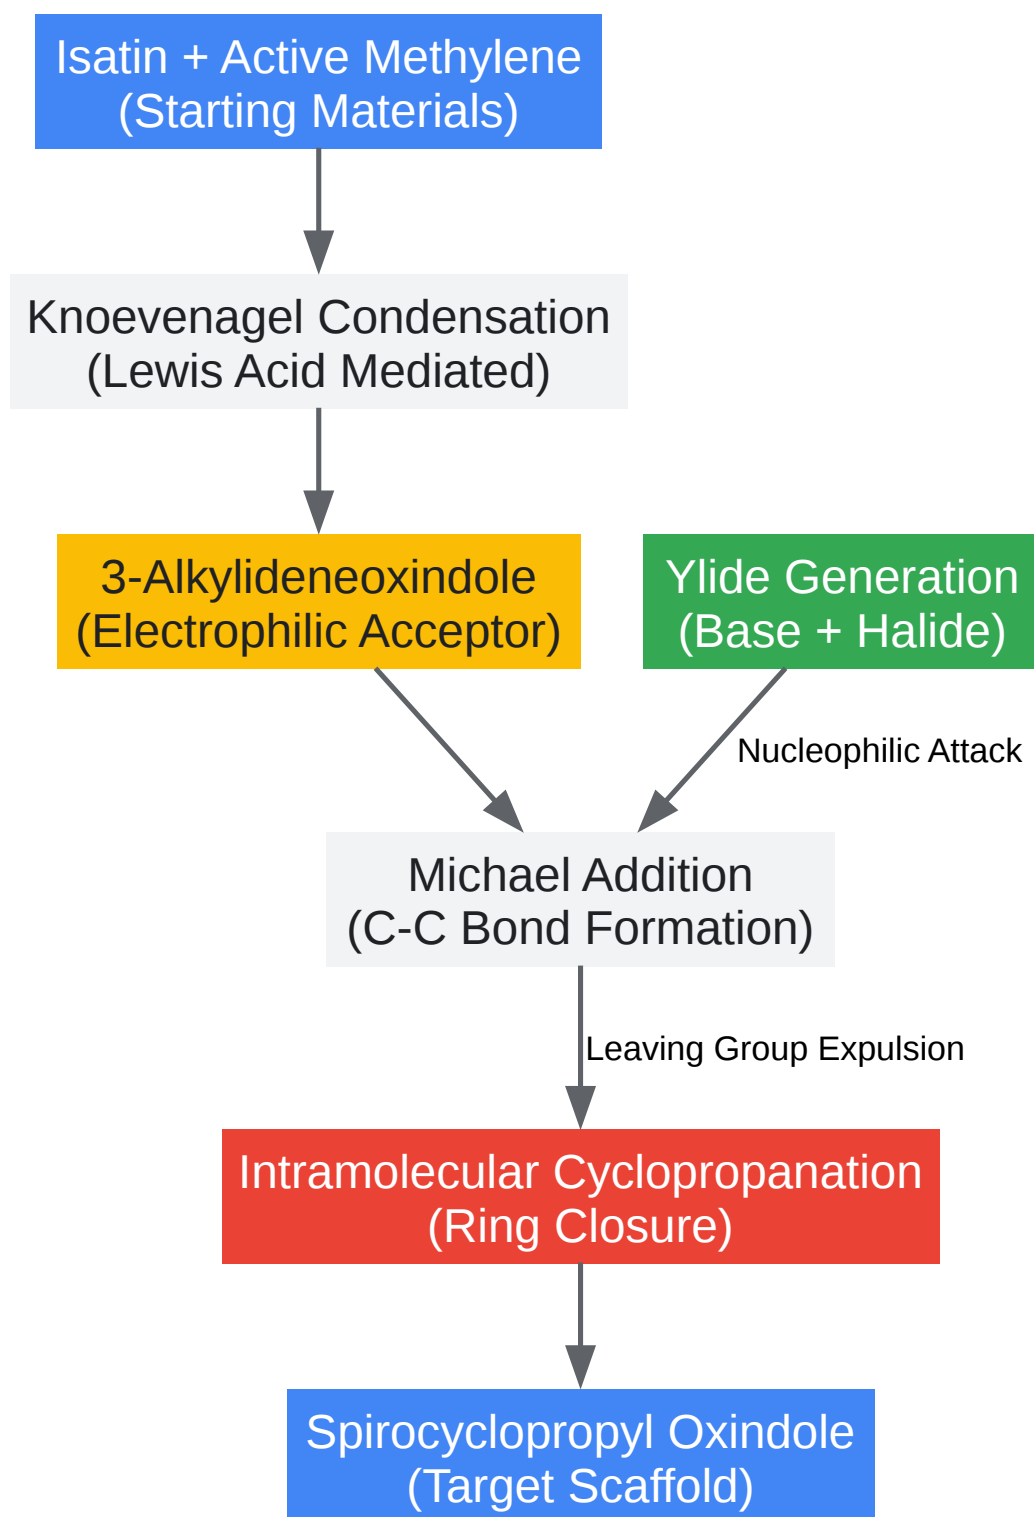 Isatin + Active Methylene
(Starting Materials)
Knoevenagel Condensation
(Lewis Acid Mediated)
3-Alkylideneoxindole
(Electrophilic Acceptor)
Ylide Generation
(Base + Halide)
Nucleophilic Attack
Michael Addition
(C-C Bond Formation)
Leaving Group Expulsion
Intramolecular Cyclopropanation
(Ring Closure)
Spirocyclopropyl Oxindole
(Target Scaffold)